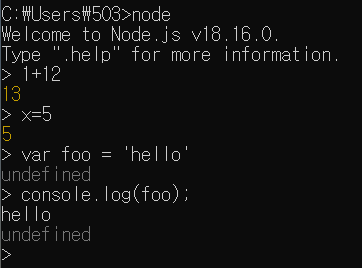 C:₩Users₩503>node
Welcome to Node.js v18.16.0.
Type ".help" for more information.
> 1+12
13
> x=5
5
> var foo = 'hello'
undefined
> console.log(foo);
hello
undefined
>